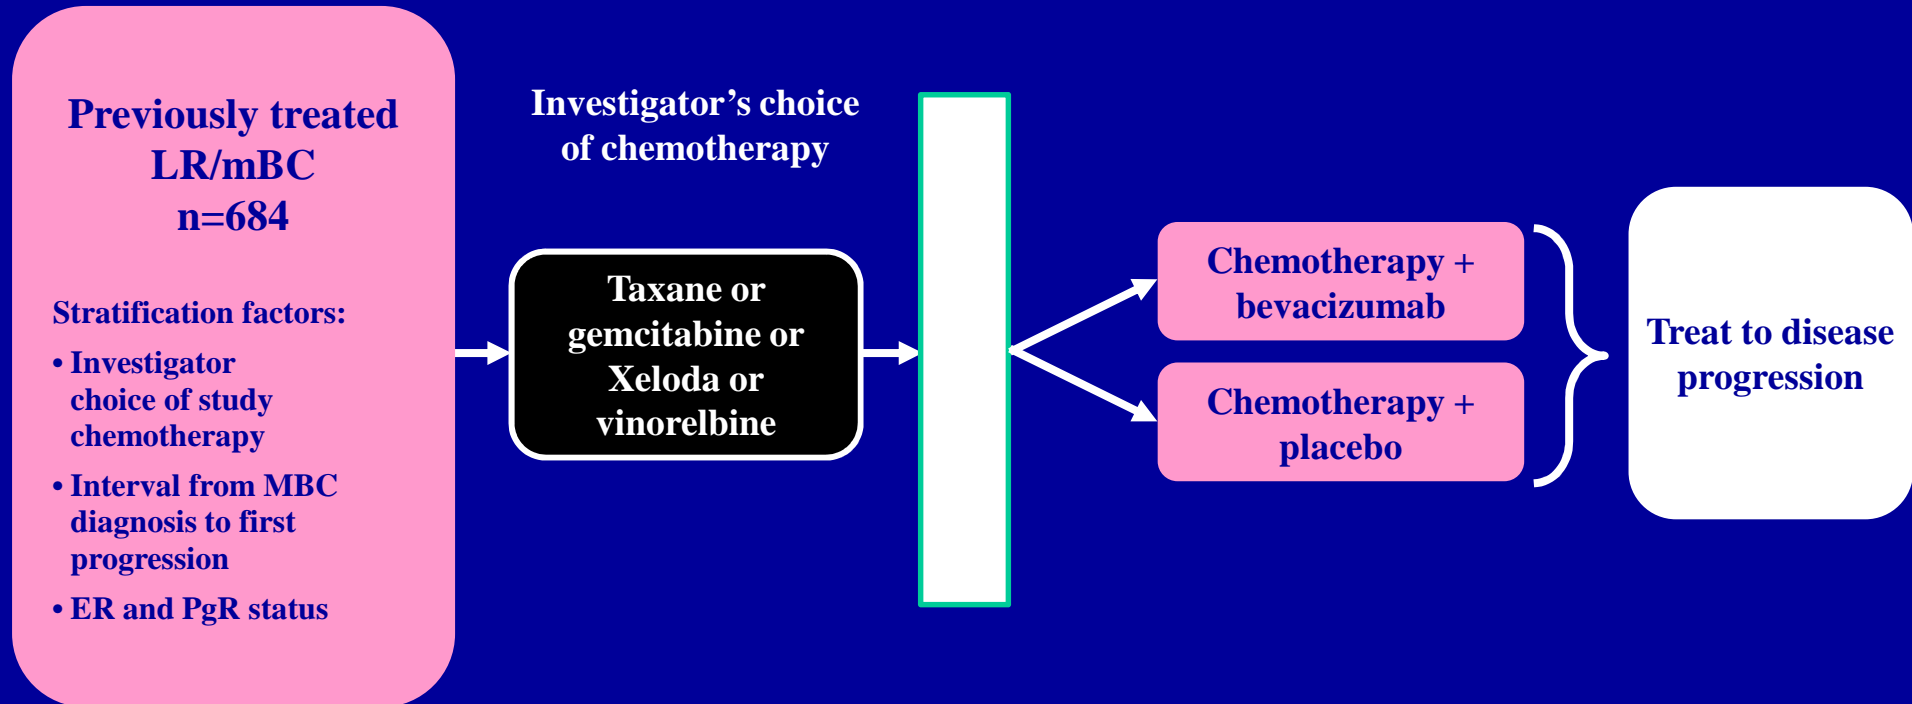 Previously treated
LR/mBC
n=684
Stratification factors:
• Investigator
choice of study
chemotherapy
• Interval from MBC
diagnosis to first
progression
• ER and PgR status
Investigator’s choice
of chemotherapy
Taxane or
gemcitabine or
Xeloda or
vinorelbine
Chemotherapy +
bevacizumab
Chemotherapy +
placebo
Treat to disease
progression